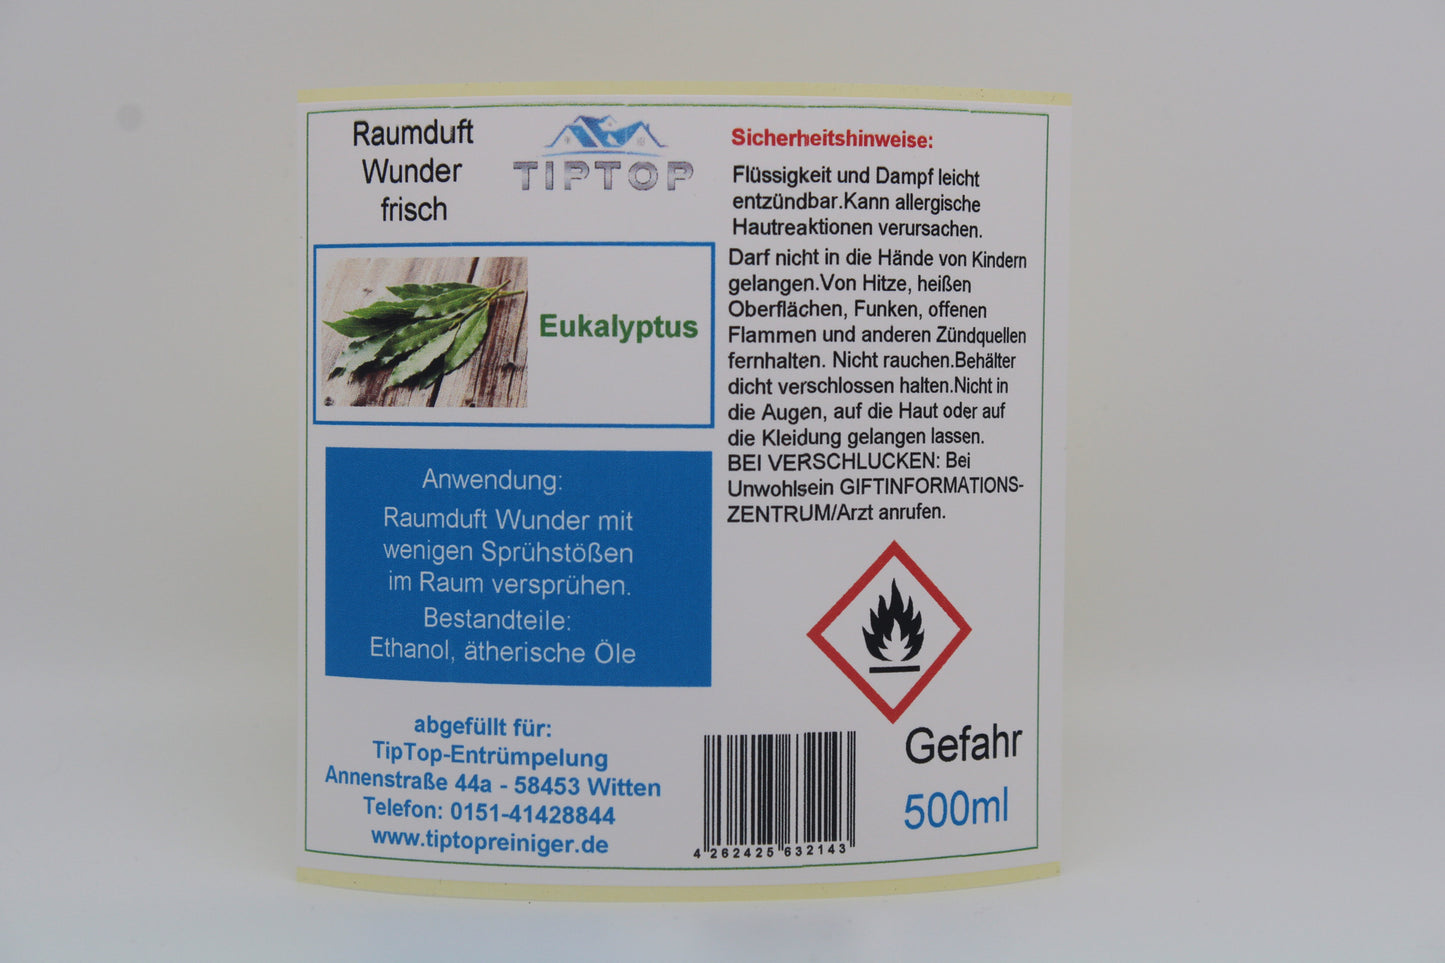 Raumduft
Wunder
frisch
TIPTOP
Eukalyptus
Anwendung:
Raumduft Wunder mit
wenigen Sprühstößen
im Raum versprühen.
Bestandteile:
Ethanol, ätherische Öle
abgefüllt für:
TipTop-Entrümpelung
Annenstraße 44a - 58453 Witten
Telefon: 0151-41428844
www.tiptopreiniger.de
Sicherheitshinweise:
Flüssigkeit und Dampf leicht
entzündbar.Kann allergische
Hautreaktionen verursachen.
Darf nicht in die Hände von Kindern
gelangen.Von Hitze, heißen
Oberflächen, Funken, offenen
Flammen und anderen Zündquellen
fernhalten. Nicht rauchen.Behälter
dicht verschlossen halten.Nicht in
die Augen, auf die Haut oder auf
die Kleidung gelangen lassen.
BEI VERSCHLUCKEN: Bei
Unwohlsein GIFTINFORMATIONS-
ZENTRUM/Arzt anrufen.
Gefahr
500ml
4 262425 632143